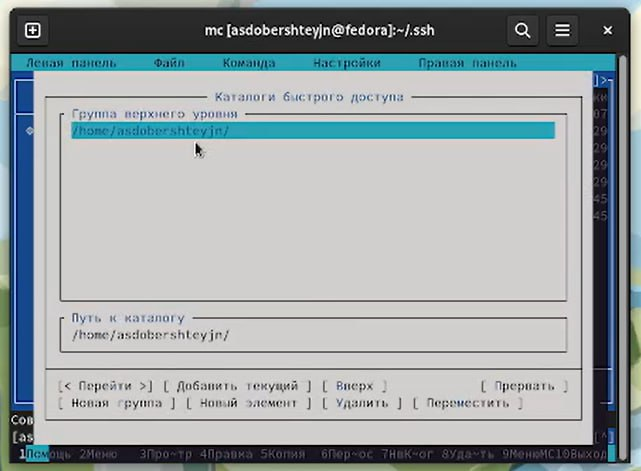 mc [asdobershteyjn@fedora]:~/.ssh
Левая панель Файл Команда Настройки Правая панель
Каталоги быстрого доступа
Группа верхнего уровня
/home/asdobershteyjn/
Путь к каталогу
/home/asdobershteyjn/
[< Перейти >] [ Добавить текущий ] [ Вверх ] [ Прервать ]
[ Новая группа ] [ Новый элемент ] [ Удалить ] [ Переместить ]
Сов
[as [^]
1Помощь 2Меню 3Про~тр 4Правка 5Копия 6Пер~ос 7НвК~ог 8Уда~ть 9МенюMC 10Выход